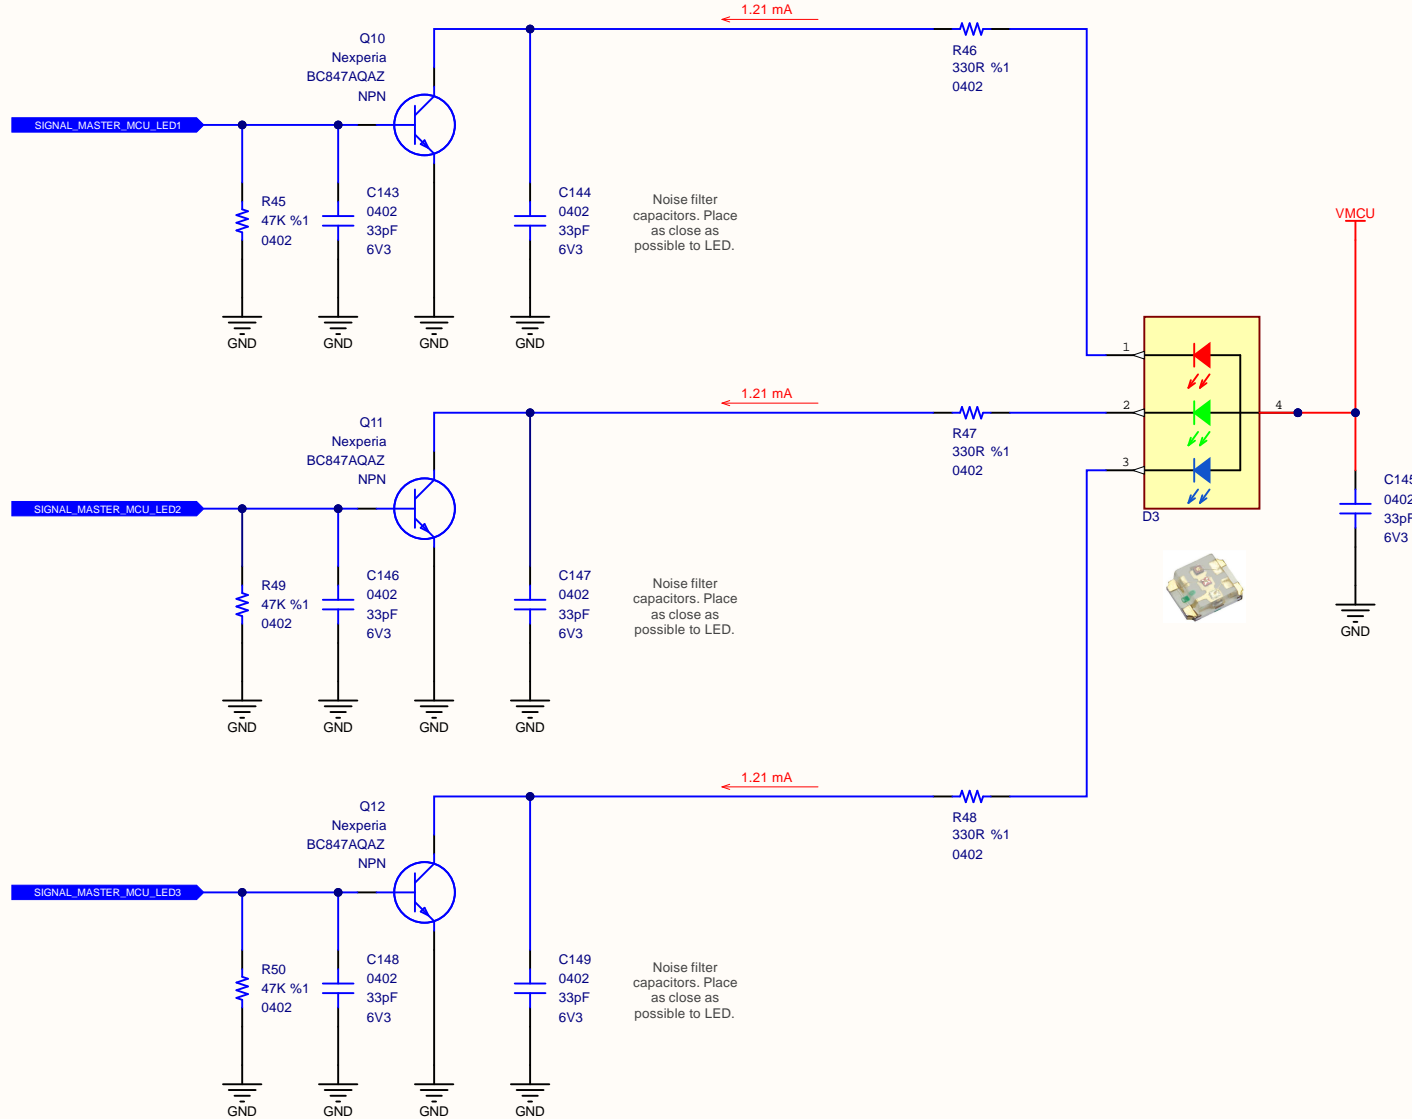 1.21 mA
Q10
Nexperia
BC847AQAZ
NPN
R46
330R %1
0402
SIGNAL_MASTER_MCU_LED1
R45
47K %1
0402
C143
0402
33pF
6V3
C144
0402
33pF
6V3
Noise filter
capacitors. Place
as close as
possible to LED.
GND
GND
GND
GND
VMCU
1
2
3
4
D3
C145
0402
33pF
6V3
GND
1.21 mA
Q11
Nexperia
BC847AQAZ
NPN
R47
330R %1
0402
SIGNAL_MASTER_MCU_LED2
R49
47K %1
0402
C146
0402
33pF
6V3
C147
0402
33pF
6V3
Noise filter
capacitors. Place
as close as
possible to LED.
GND
GND
GND
GND
1.21 mA
Q12
Nexperia
BC847AQAZ
NPN
R48
330R %1
0402
SIGNAL_MASTER_MCU_LED3
R50
47K %1
0402
C148
0402
33pF
6V3
C149
0402
33pF
6V3
Noise filter
capacitors. Place
as close as
possible to LED.
GND
GND
GND
GND